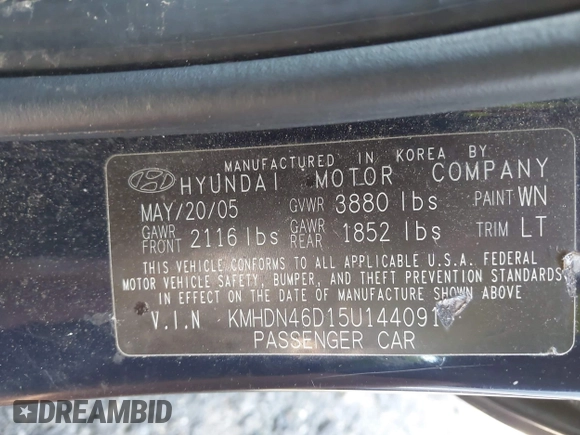 MANUFACTURED IN KOREA BY
HYUNDAI MOTOR COMPANY
MAY/20/05 GVWR 3880 lbs PAINT WN
GAWR FRONT 2116 lbs GAWR REAR 1852 lbs TRIM LT
THIS VEHICLE CONFORMS TO ALL APPLICABLE U.S.A. FEDERAL
MOTOR VEHICLE SAFETY, BUMPER, AND THEFT PREVENTION STANDARDS
IN EFFECT ON THE DATE OF MANUFACTURE SHOWN ABOVE
V.I.N KMHDN46D15U144091
PASSENGER CAR
DREAMBID